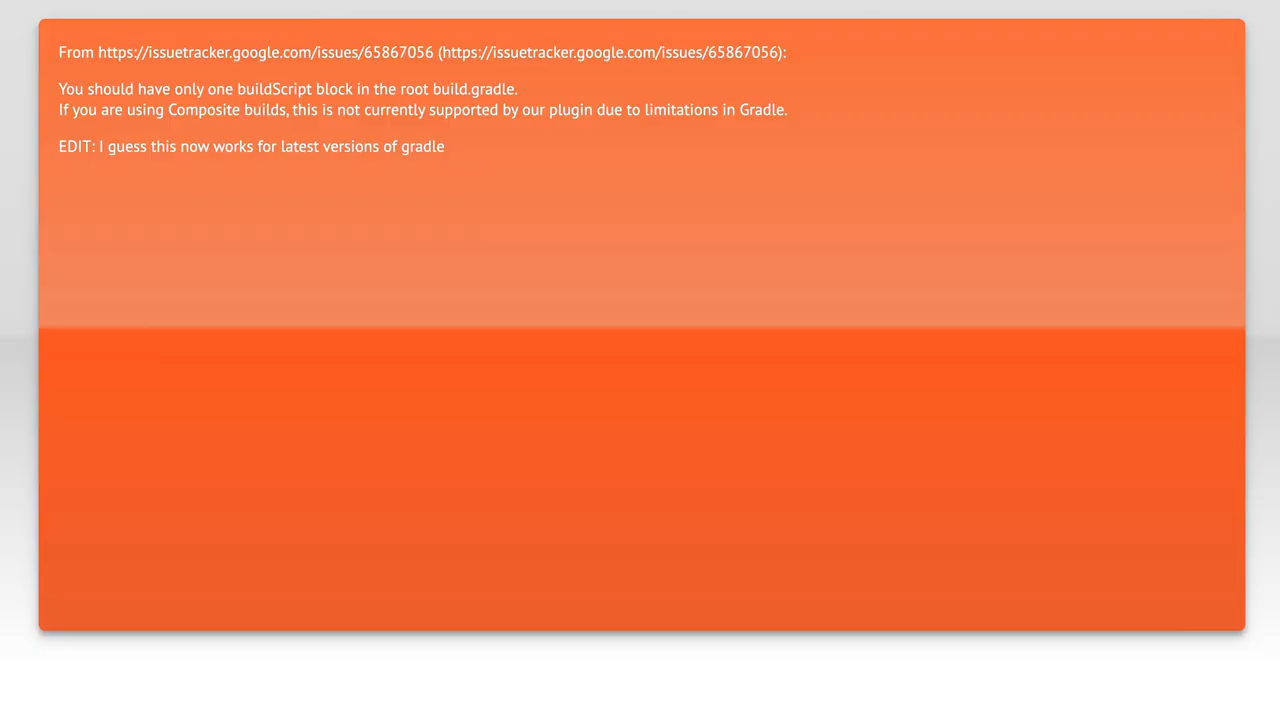 From https://issuetracker.google.com/issues/65867056 (https://issuetracker.google.com/issues/65867056):
You should have only one buildScript block in the root build.gradle.
If you are using Composite builds, this is not currently supported by our plugin due to limitations in Gradle.
EDIT: I guess this now works for latest versions of gradle